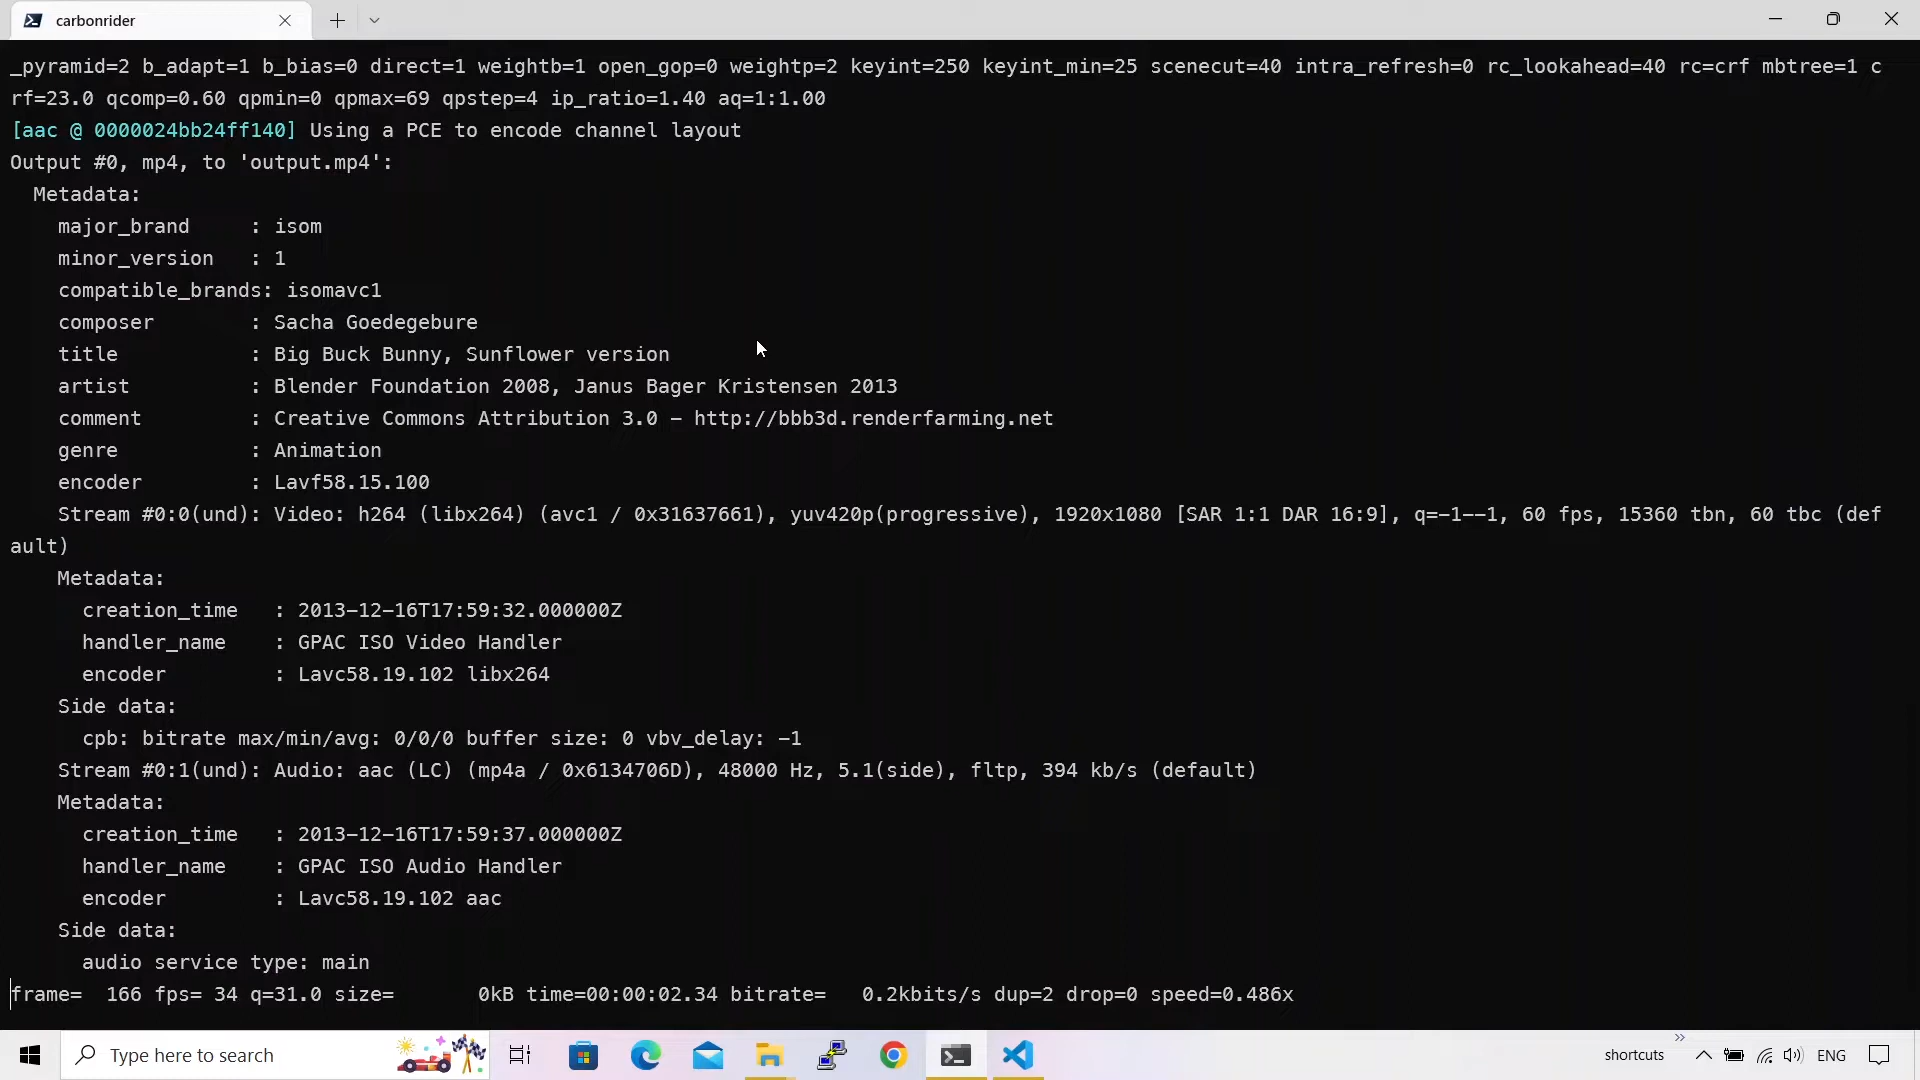 carbonrider
_pyramid=2 b_adapt=1 b_bias=0 direct=1 weightb=1 open_gop=0 weightp=2 keyint=250 keyint_min=25 scenecut=40 intra_refresh=0 rc_lookahead=40 rc=crf mbtree=1 c
rf=23.0 qcomp=0.60 qpmin=0 qpmax=69 qpstep=4 ip_ratio=1.40 aq=1:1.00
[aac @ 0000024bb24ff140] Using a PCE to encode channel layout
Output #0, mp4, to 'output.mp4':
  Metadata:
    major_brand     : isom
    minor_version   : 1
    compatible_brands: isomavc1
    composer        : Sacha Goedegebure
    title           : Big Buck Bunny, Sunflower version
    artist          : Blender Foundation 2008, Janus Bager Kristensen 2013
    comment         : Creative Commons Attribution 3.0 - http://bbb3d.renderfarming.net
    genre           : Animation
    encoder         : Lavf58.15.100
    Stream #0:0(und): Video: h264 (libx264) (avc1 / 0x31637661), yuv420p(progressive), 1920x1080 [SAR 1:1 DAR 16:9], q=-1--1, 60 fps, 15360 tbn, 60 tbc (def
ault)
    Metadata:
      creation_time   : 2013-12-16T17:59:32.000000Z
      handler_name    : GPAC ISO Video Handler
      encoder         : Lavc58.19.102 libx264
    Side data:
      cpb: bitrate max/min/avg: 0/0/0 buffer size: 0 vbv_delay: -1
    Stream #0:1(und): Audio: aac (LC) (mp4a / 0x6134706D), 48000 Hz, 5.1(side), fltp, 394 kb/s (default)
    Metadata:
      creation_time   : 2013-12-16T17:59:37.000000Z
      handler_name    : GPAC ISO Audio Handler
      encoder         : Lavc58.19.102 aac
    Side data:
      audio service type: main
frame=  166 fps= 34 q=31.0 size=       0kB time=00:00:02.34 bitrate=   0.2kbits/s dup=2 drop=0 speed=0.486x
Type here to search
shortcuts
ENG